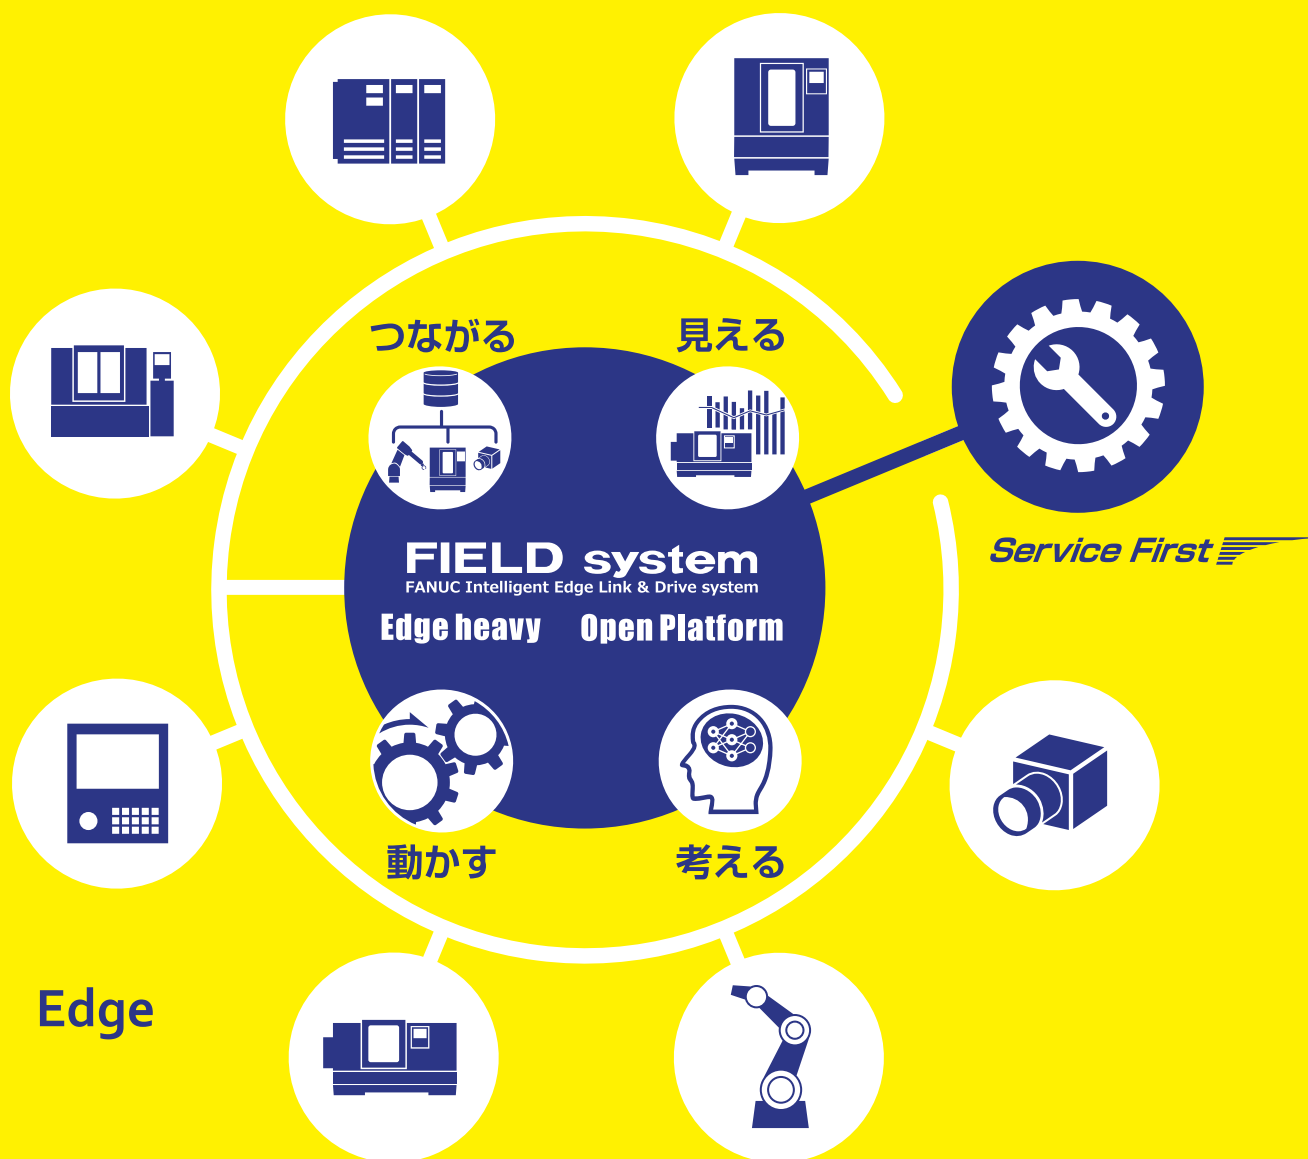 つながる
見える
FIELD system
FANUC Intelligent Edge Link & Drive system
Edge heavy
Open Platform
Service First
動かす
考える
Edge